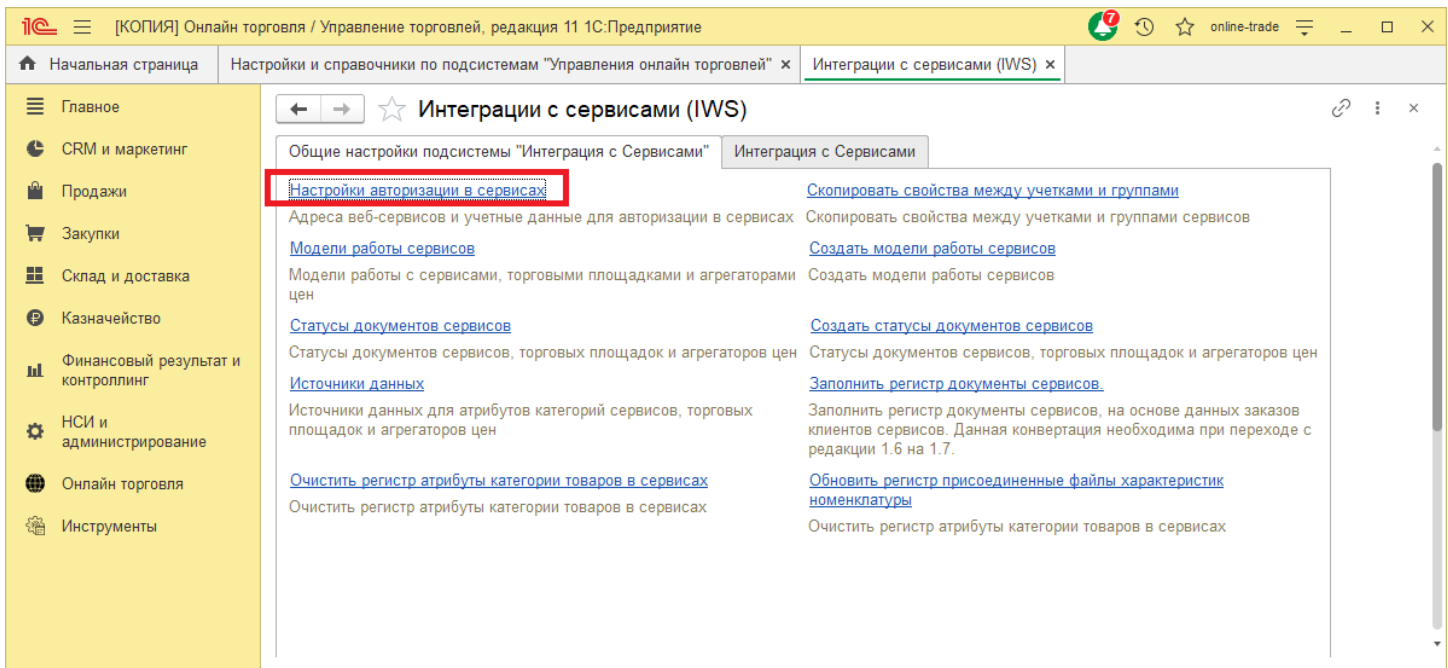 1С [КОПИЯ] Онлайн торговля / Управление торговлей, редакция 11 1С:Предприятие 7 online-trade
Начальная страница Настройки и справочники по подсистемам "Управления онлайн торговлей" × Интеграции с сервисами (IWS) ×
Главное
CRM и маркетинг
Продажи
Закупки
Склад и доставка
Казначейство
Финансовый результат и
контроллинг
НСИ и
администрирование
Онлайн торговля
Инструменты
Интеграции с сервисами (IWS)
Общие настройки подсистемы "Интеграция с Сервисами" Интеграция с Сервисами
Настройки авторизации в сервисах
Адреса веб-сервисов и учетные данные для авторизации в сервисах
Скопировать свойства между учетками и группами
Скопировать свойства между учетками и группами сервисов
Модели работы сервисов
Модели работы с сервисами, торговыми площадками и агрегаторами
цен
Создать модели работы сервисов
Создать модели работы сервисов
Статусы документов сервисов
Статусы документов сервисов, торговых площадок и агрегаторов цен
Создать статусы документов сервисов
Статусы документов сервисов, торговых площадок и агрегаторов цен
Источники данных
Источники данных для атрибутов категорий сервисов, торговых
площадок и агрегаторов цен
Заполнить регистр документы сервисов.
Заполнить регистр документы сервисов, на основе данных заказов
клиентов сервисов. Данная конвертация необходима при переходе с
редакции 1.6 на 1.7.
Очистить регистр атрибуты категории товаров в сервисах
Очистить регистр атрибуты категории товаров в сервисах
Обновить регистр присоединенные файлы характеристик
номенклатуры
Очистить регистр атрибуты категории товаров в сервисах